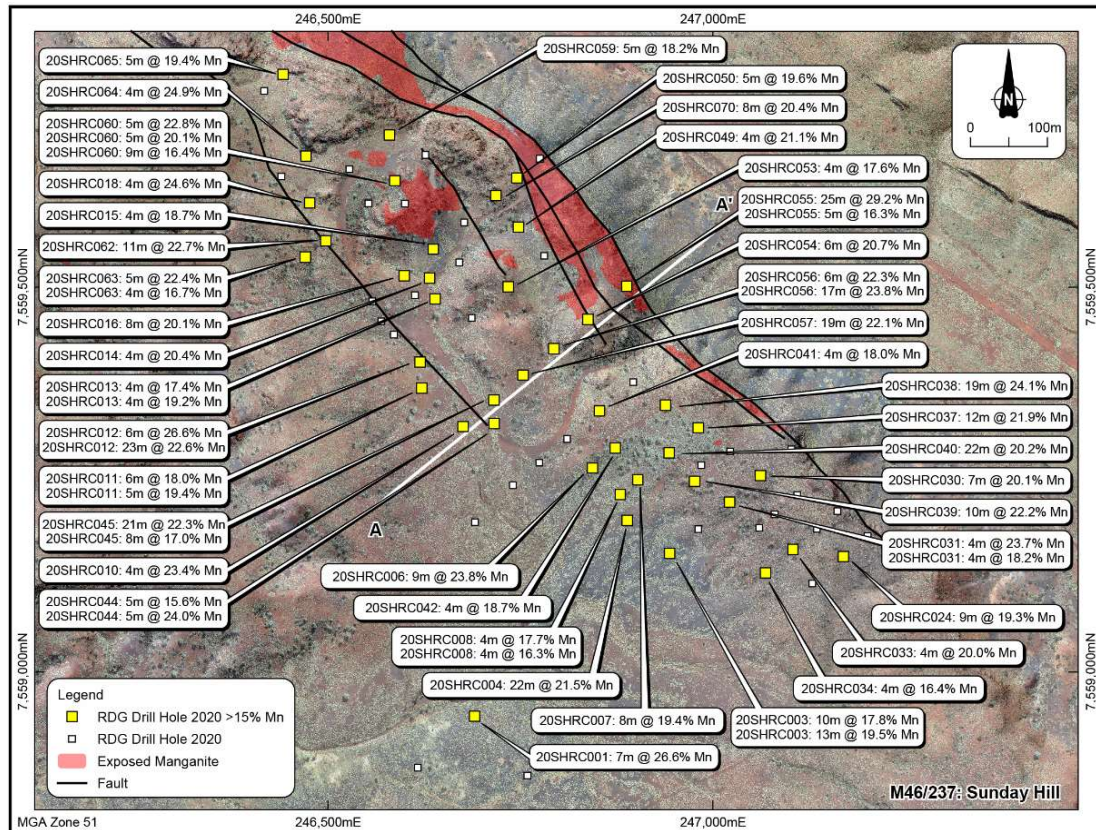 246,500mE
247,000mE
20SHRC065: 5m @ 19.4% Mn
20SHRC064: 4m @ 24.9% Mn
20SHRC060: 5m @ 22.8% Mn
20SHRC060: 5m @ 20.1% Mn
20SHRC060: 9m @ 16.4% Mn
20SHRC018: 4m @ 24.6% Mn
20SHRC015: 4m @ 18.7% Mn
20SHRC062: 11m @ 22.7% Mn
20SHRC063: 5m @ 22.4% Mn
20SHRC063: 4m @ 16.7% Mn
20SHRC016: 8m @ 20.1% Mn
20SHRC014: 4m @ 20.4% Mn
20SHRC013: 4m @ 17.4% Mn
20SHRC013: 4m @ 19.2% Mn
20SHRC012: 6m @ 26.6% Mn
20SHRC012: 23m @ 22.6% Mn
20SHRC011: 6m @ 18.0% Mn
20SHRC011: 5m @ 19.4% Mn
20SHRC045: 21m @ 22.3% Mn
20SHRC045: 8m @ 17.0% Mn
20SHRC010: 4m @ 23.4% Mn
20SHRC044: 5m @ 15.6% Mn
20SHRC044: 5m @ 24.0% Mn
20SHRC059: 5m @ 18.2% Mn
20SHRC050: 5m @ 19.6% Mn
20SHRC070: 8m @ 20.4% Mn
20SHRC049: 4m @ 21.1% Mn
20SHRC053: 4m @ 17.6% Mn
20SHRC055: 25m @ 29.2% Mn
20SHRC055: 5m @ 16.3% Mn
20SHRC054: 6m @ 20.7% Mn
20SHRC056: 6m @ 22.3% Mn
20SHRC056: 17m @ 23.8% Mn
20SHRC057: 19m @ 22.1% Mn
20SHRC041: 4m @ 18.0% Mn
20SHRC038: 19m @ 24.1% Mn
20SHRC037: 12m @ 21.9% Mn
20SHRC040: 22m @ 20.2% Mn
20SHRC030: 7m @ 20.1% Mn
20SHRC039: 10m @ 22.2% Mn
20SHRC031: 4m @ 23.7% Mn
20SHRC031: 4m @ 18.2% Mn
20SHRC024: 9m @ 19.3% Mn
20SHRC033: 4m @ 20.0% Mn
20SHRC034: 4m @ 16.4% Mn
20SHRC003: 10m @ 17.8% Mn
20SHRC003: 13m @ 19.5% Mn
20SHRC006: 9m @ 23.8% Mn
20SHRC042: 4m @ 18.7% Mn
20SHRC008: 4m @ 17.7% Mn
20SHRC008: 4m @ 16.3% Mn
20SHRC004: 22m @ 21.5% Mn
20SHRC007: 8m @ 19.4% Mn
20SHRC001: 7m @ 26.6% Mn
N
0 100m
A'
A
7,559,500mN
7,559,500mN
7,559,000mN
7,559,000mN
Legend
RDG Drill Hole 2020 >15% Mn
RDG Drill Hole 2020
Exposed Manganite
Fault
M46/237: Sunday Hill
MGA Zone 51
246,500mE
247,000mE